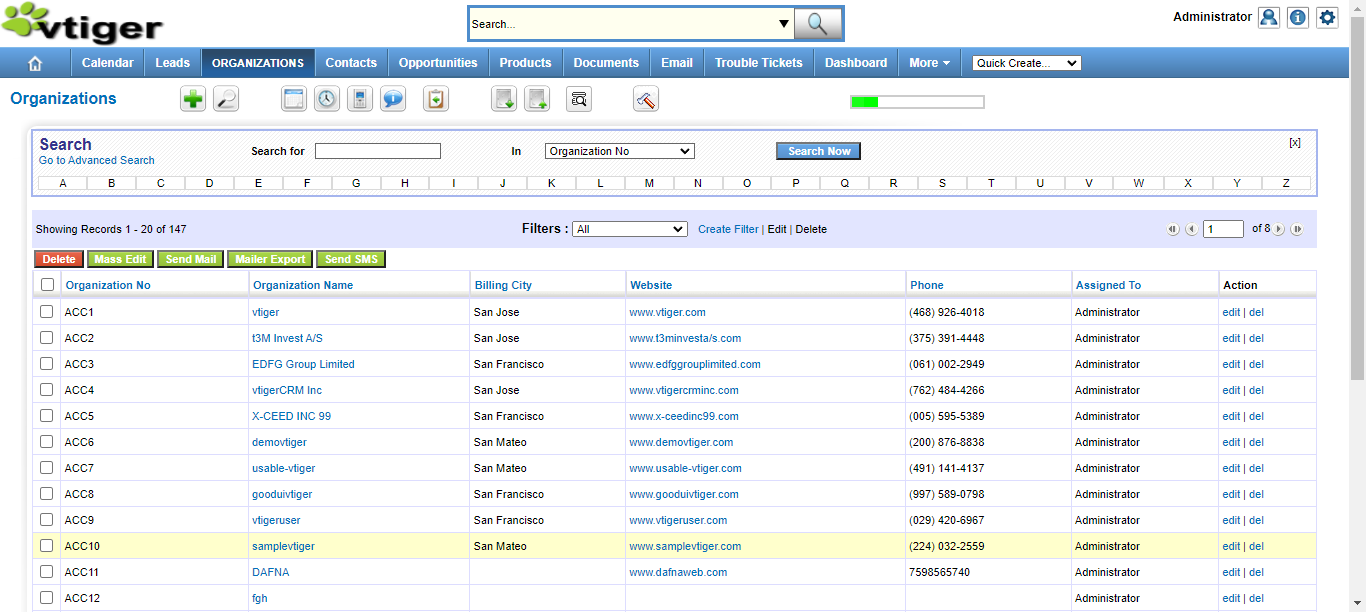 vtiger
Search...
Administrator
Calendar Leads ORGANIZATIONS Contacts Opportunities Products Documents Email Trouble Tickets Dashboard More Quick Create...
Organizations
Search
[x]
Go to Advanced Search
Search for In Organization No Search Now
A B C D E F G H I J K L M N O P Q R S T U V W X Y Z
Showing Records 1 - 20 of 147 Filters : All Create Filter | Edit | Delete 1 of 8
Delete Mass Edit Send Mail Mailer Export Send SMS
Organization No Organization Name Billing City Website Phone Assigned To Action
ACC1 vtiger San Jose www.vtiger.com (468) 926-4018 Administrator edit | del
ACC2 t3M Invest A/S San Jose www.t3minvesta/s.com (375) 391-4448 Administrator edit | del
ACC3 EDFG Group Limited San Francisco www.edfggrouplimited.com (061) 002-2949 Administrator edit | del
ACC4 vtigerCRM Inc San Jose www.vtigercrminc.com (762) 484-4266 Administrator edit | del
ACC5 X-CEED INC 99 San Francisco www.x-ceedinc99.com (005) 595-5389 Administrator edit | del
ACC6 demovtiger San Mateo www.demovtiger.com (200) 876-8838 Administrator edit | del
ACC7 usable-vtiger San Mateo www.usable-vtiger.com (491) 141-4137 Administrator edit | del
ACC8 gooduivtiger San Francisco www.gooduivtiger.com (997) 589-0798 Administrator edit | del
ACC9 vtigeruser San Francisco www.vtigeruser.com (029) 420-6967 Administrator edit | del
ACC10 samplevtiger San Mateo www.samplevtiger.com (224) 032-2559 Administrator edit | del
ACC11 DAFNA www.dafnaweb.com 7598565740 Administrator edit | del
ACC12 fgh Administrator edit | del